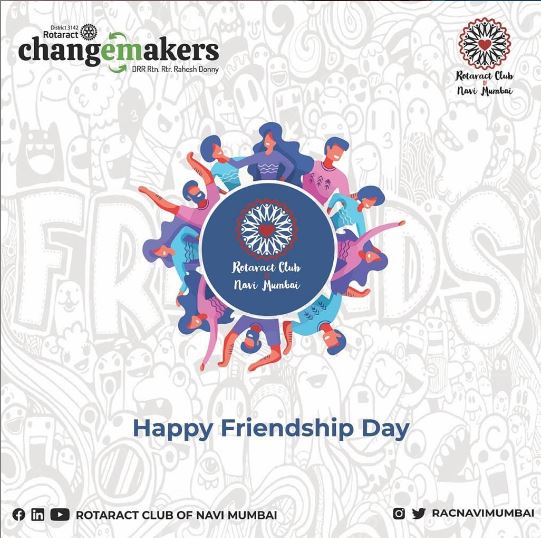 District 3142
Rotaract
changemakers
DRR Rtn. Rtr. Rahesh Donny
Rotaract Club
Navi Mumbai
FRIENDS
Rotaract Club
Navi Mumbai
Happy Friendship Day
ROTARACT CLUB OF NAVI MUMBAI
RACNAVIMUMBAI